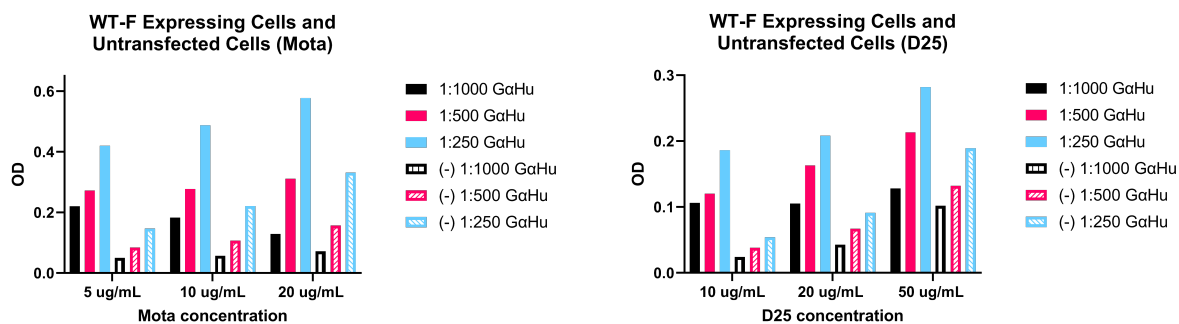 WT-F Expressing Cells and
Untransfected Cells (Mota)
OD
0.6
0.4
0.2
0.0
5 ug/mL
10 ug/mL
20 ug/mL
Mota concentration
1:1000 GαHu
1:500 GαHu
1:250 GαHu
(-) 1:1000 GαHu
(-) 1:500 GαHu
(-) 1:250 GαHu
WT-F Expressing Cells and
Untransfected Cells (D25)
OD
0.3
0.2
0.1
0.0
10 ug/mL
20 ug/mL
50 ug/mL
D25 concentration
1:1000 GαHu
1:500 GαHu
1:250 GαHu
(-) 1:1000 GαHu
(-) 1:500 GαHu
(-) 1:250 GαHu